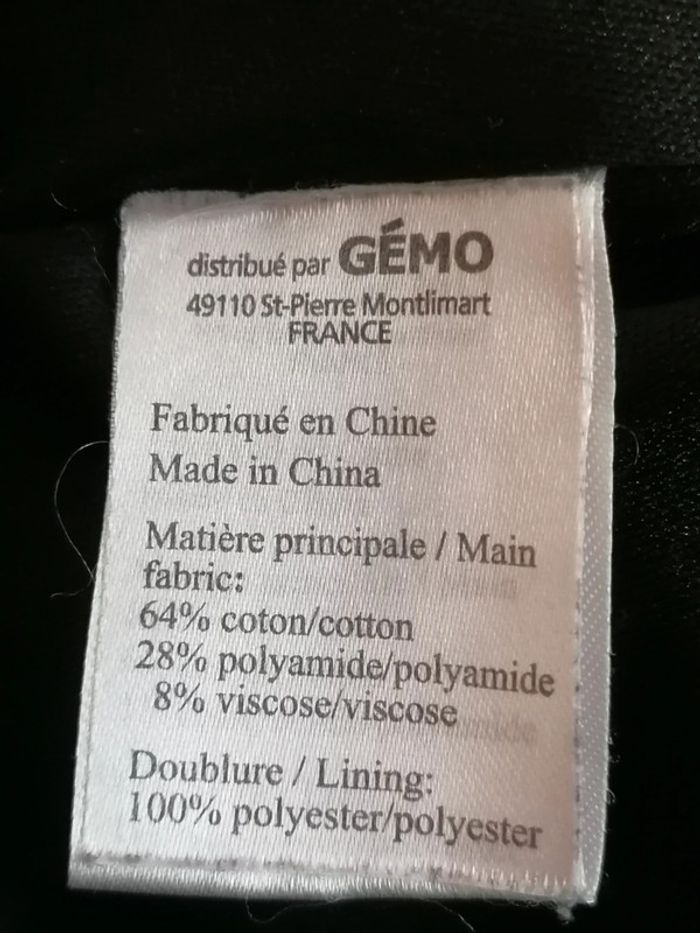 distribué par GÉMO
49110 St-Pierre Montlimart
FRANCE
Fabriqué en Chine
Made in China
Matière principale / Main
fabric:
64% coton/cotton
28% polyamide/polyamide
8% viscose/viscose
Doublure / Lining:
100% polyester/polyester